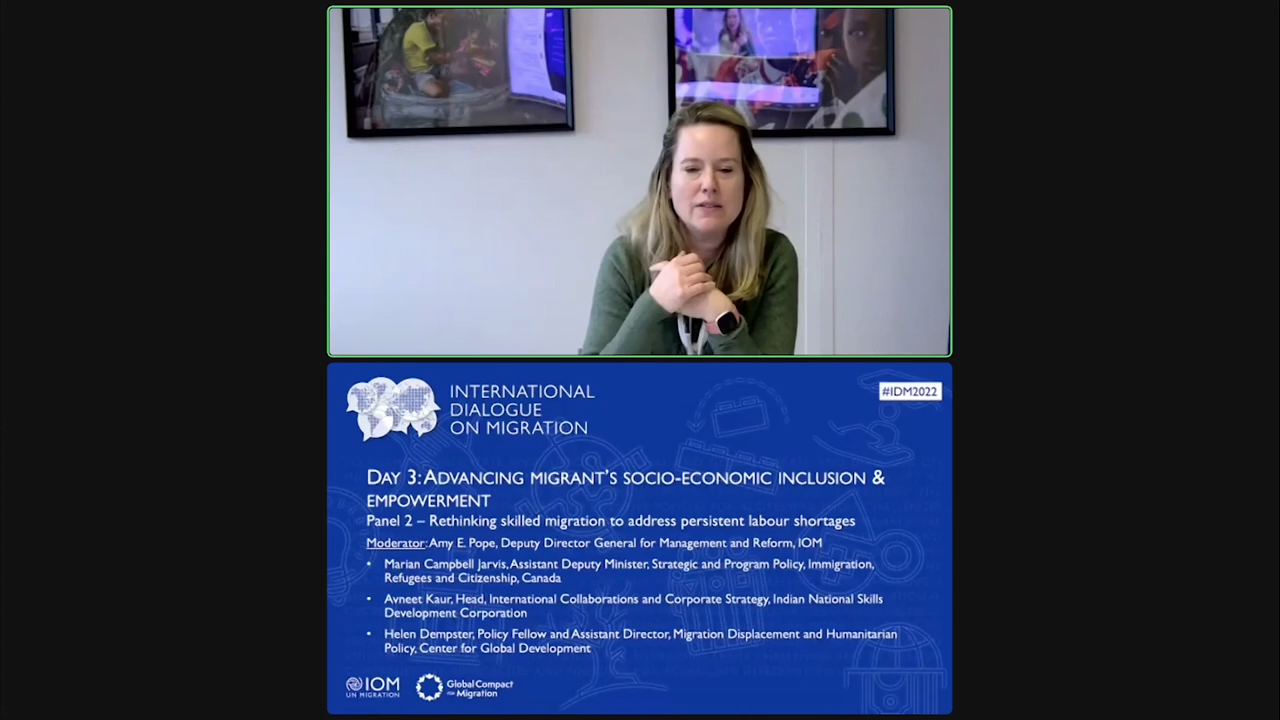 INTERNATIONAL
DIALOGUE
ON MIGRATION
#IDM2022
DAY 3: ADVANCING MIGRANT'S SOCIO-ECONOMIC INCLUSION &
EMPOWERMENT
Panel 2 – Rethinking skilled migration to address persistent labour shortages
Moderator: Amy E. Pope, Deputy Director General for Management and Reform, IOM
• Marian Campbell Jarvis, Assistant Deputy Minister, Strategic and Program Policy, Immigration,
Refugees and Citizenship, Canada
• Avneet Kaur, Head, International Collaborations and Corporate Strategy, Indian National Skills
Development Corporation
• Helen Dempster, Policy Fellow and Assistant Director, Migration Displacement and Humanitarian
Policy, Center for Global Development
IOM
UN MIGRATION
Global Compact
FOR Migration